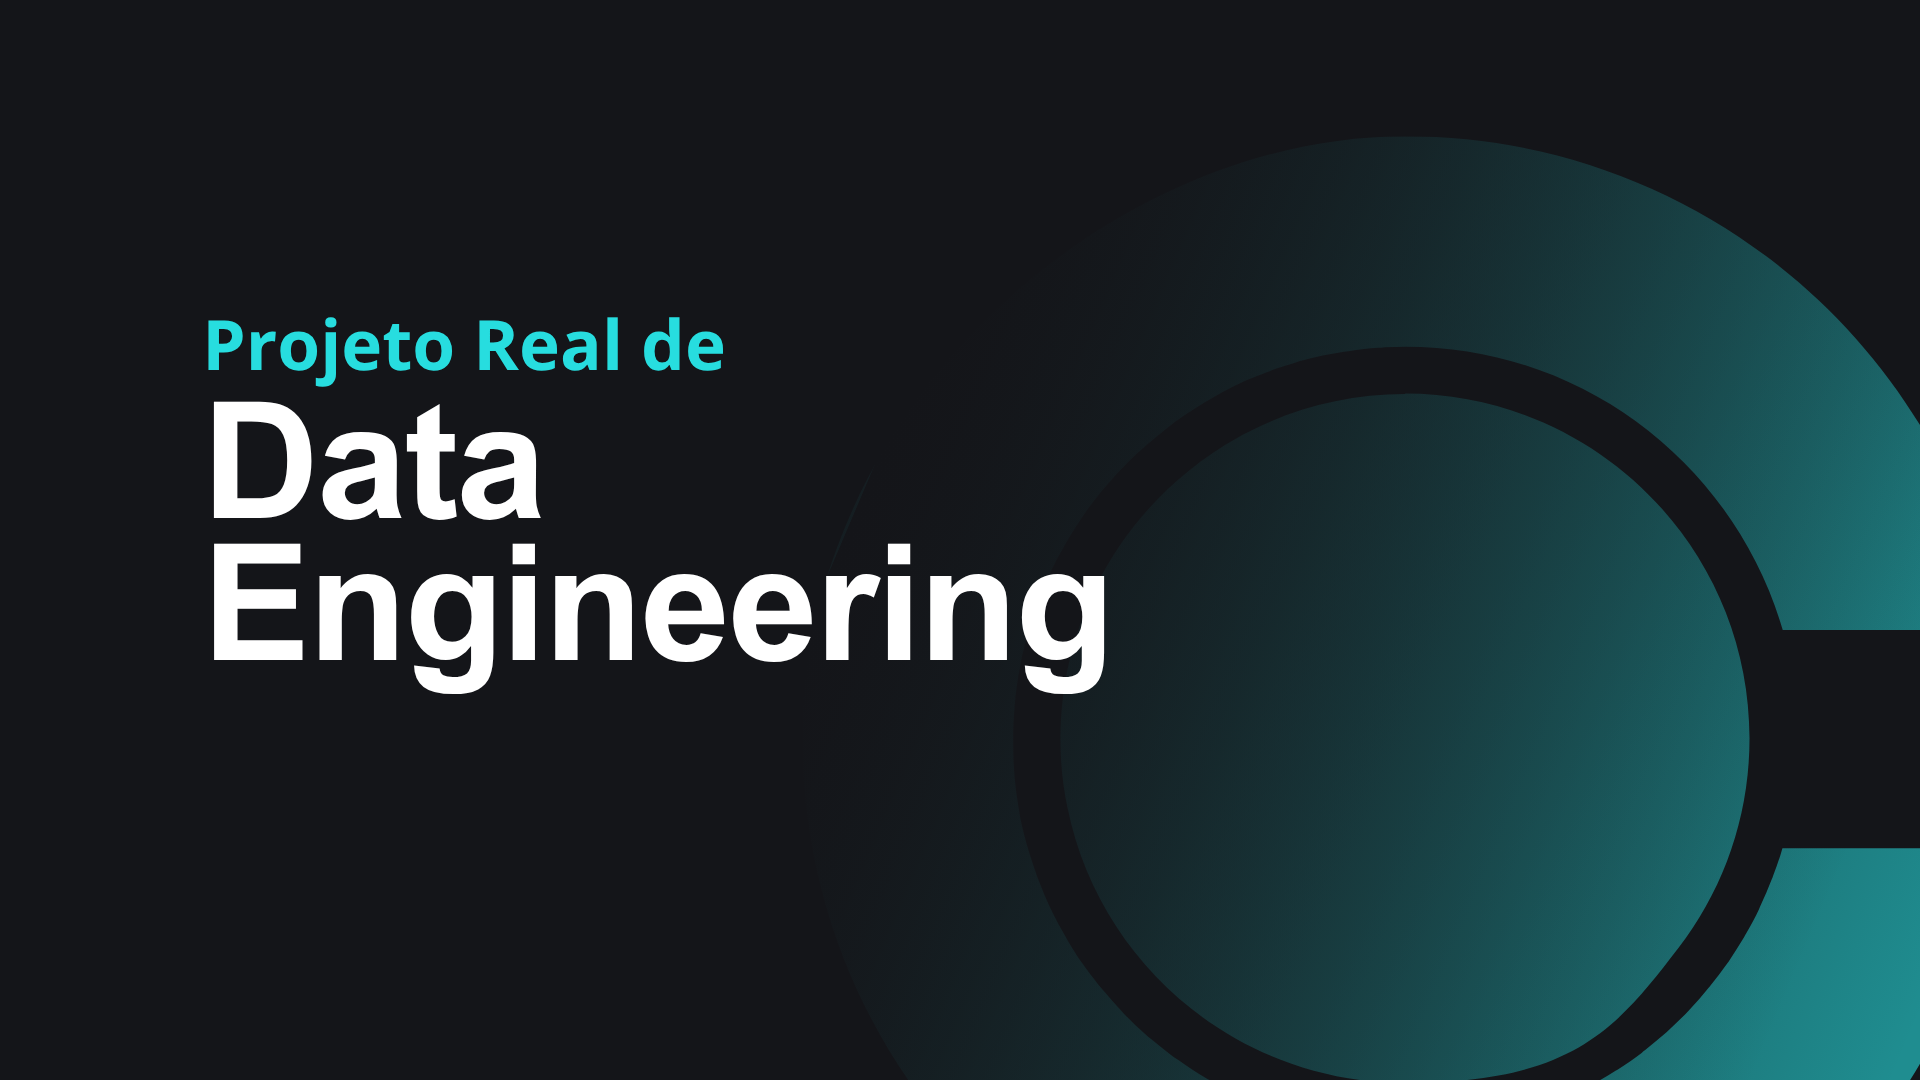 Projeto Real de
Data
Engineering